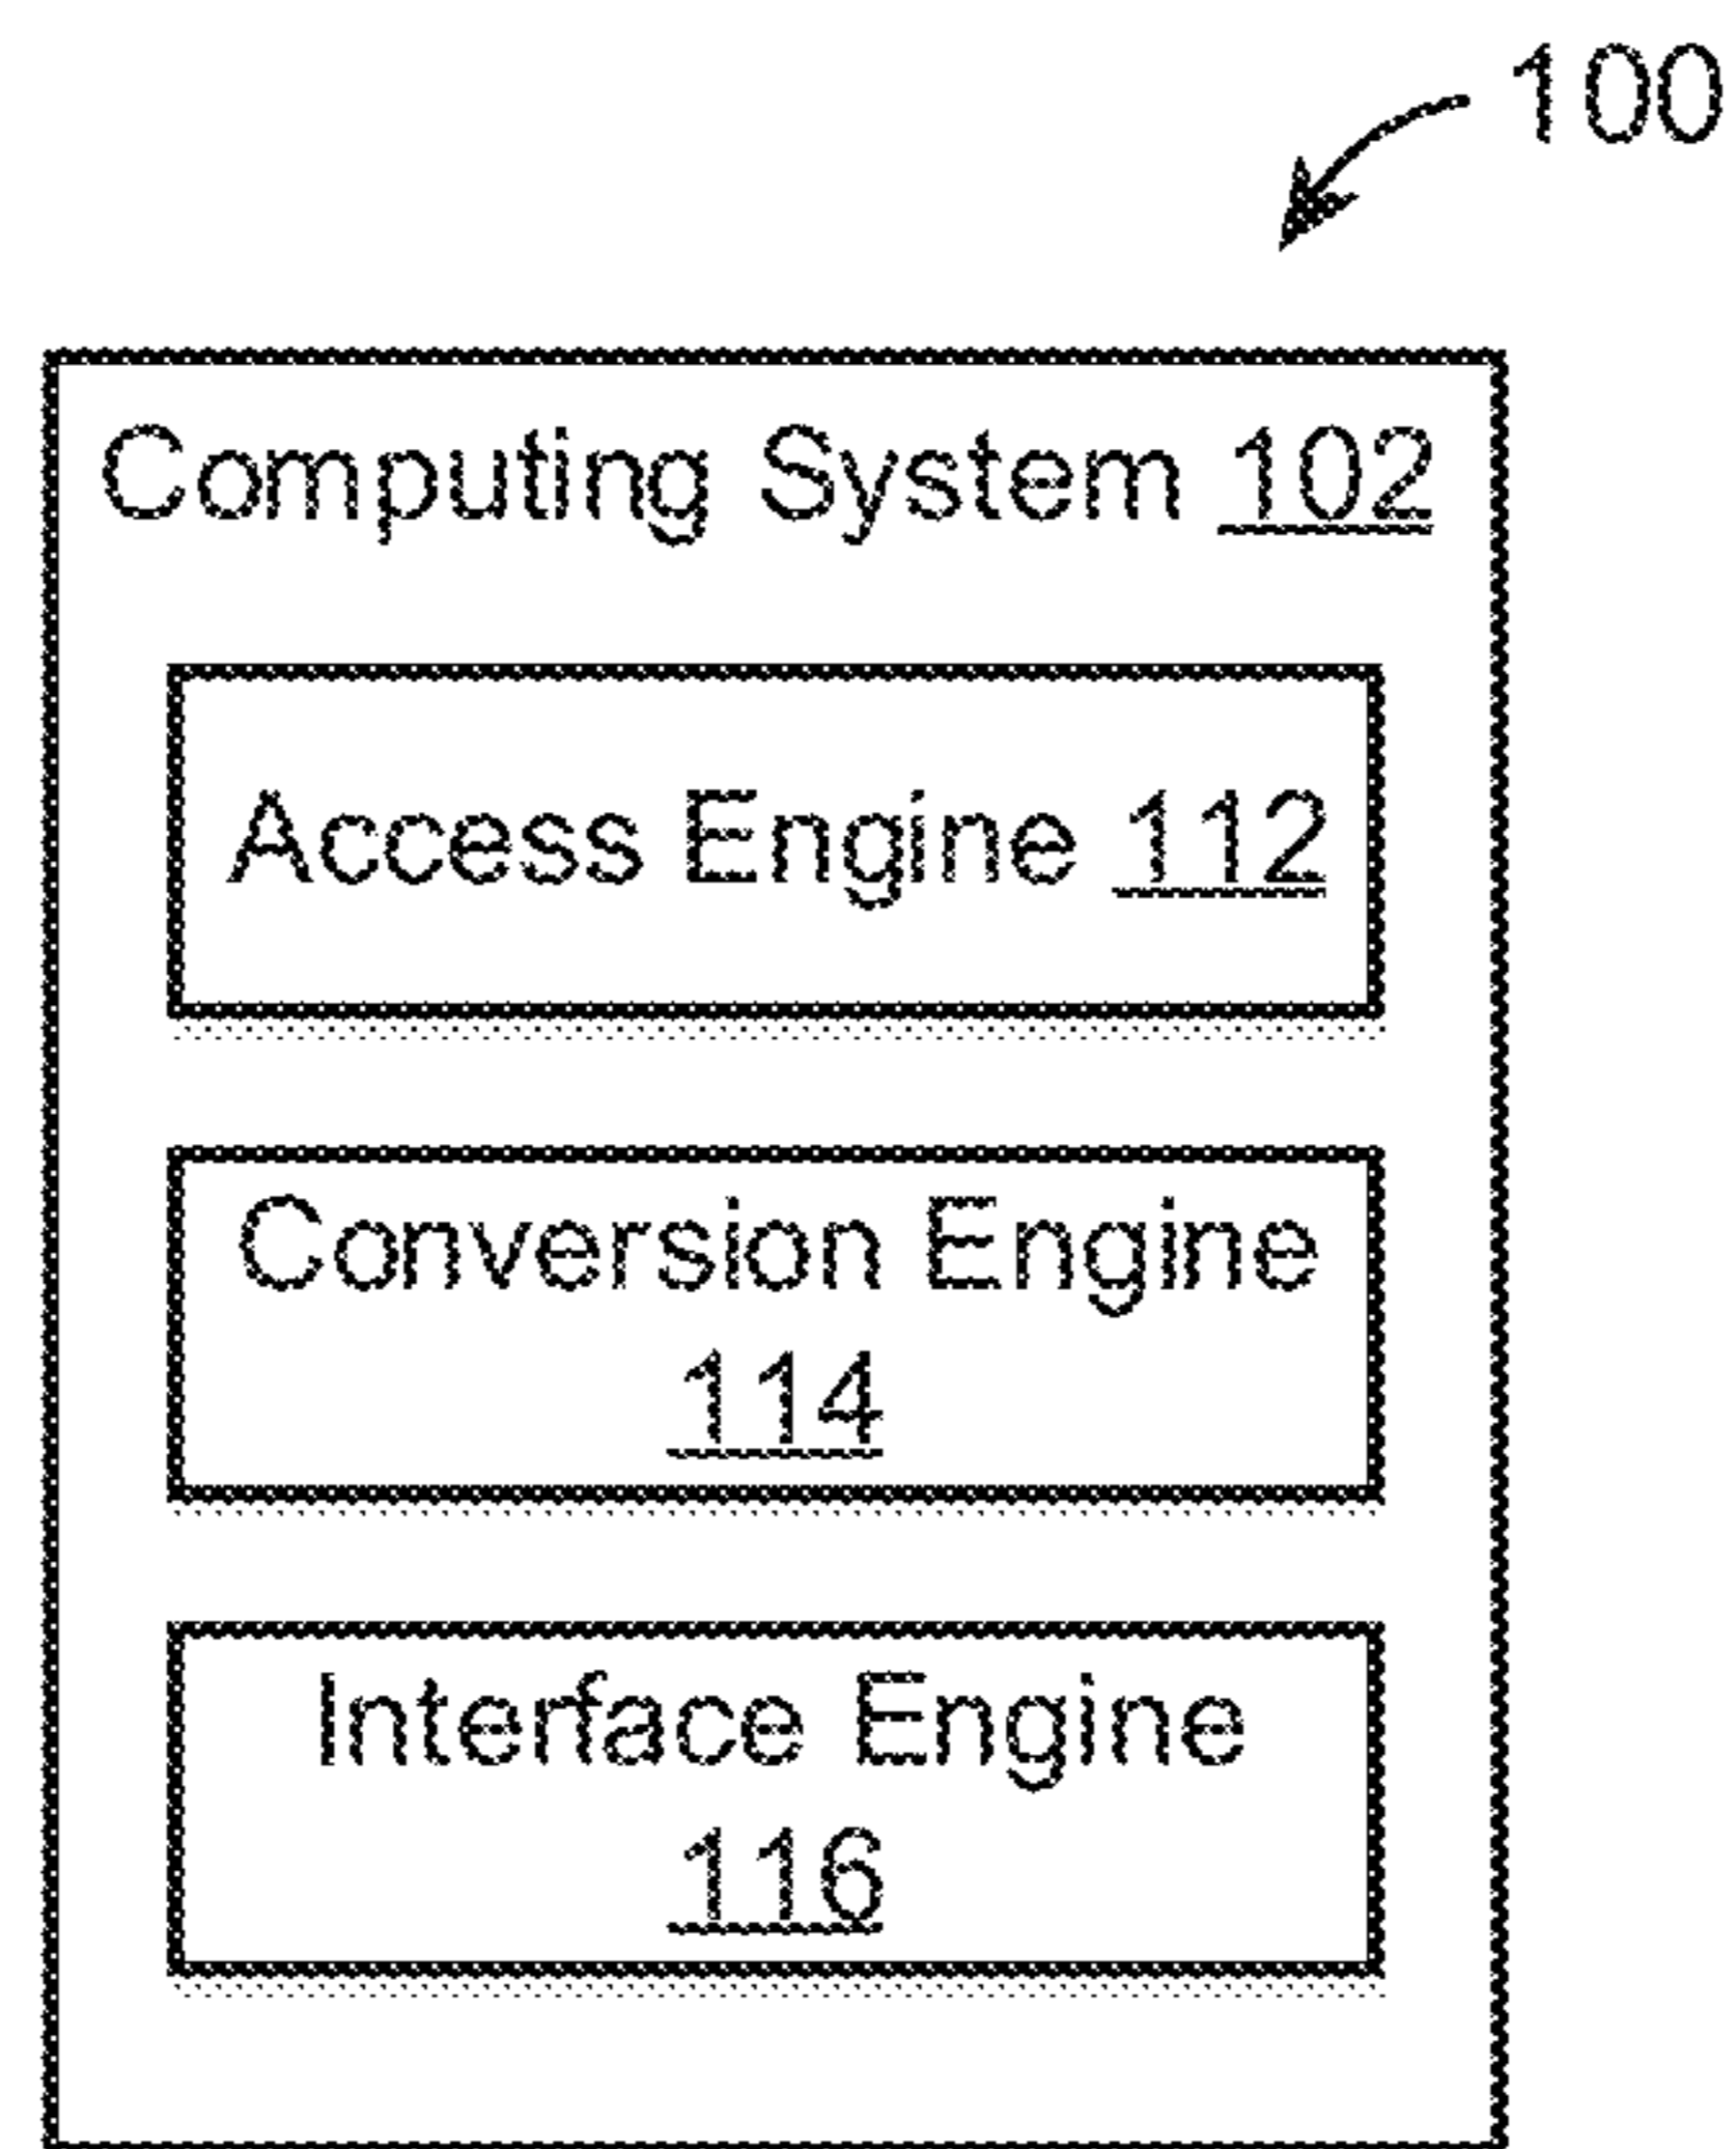 100
Computing System 102
Access Engine 112
Conversion Engine
114
Interface Engine
116